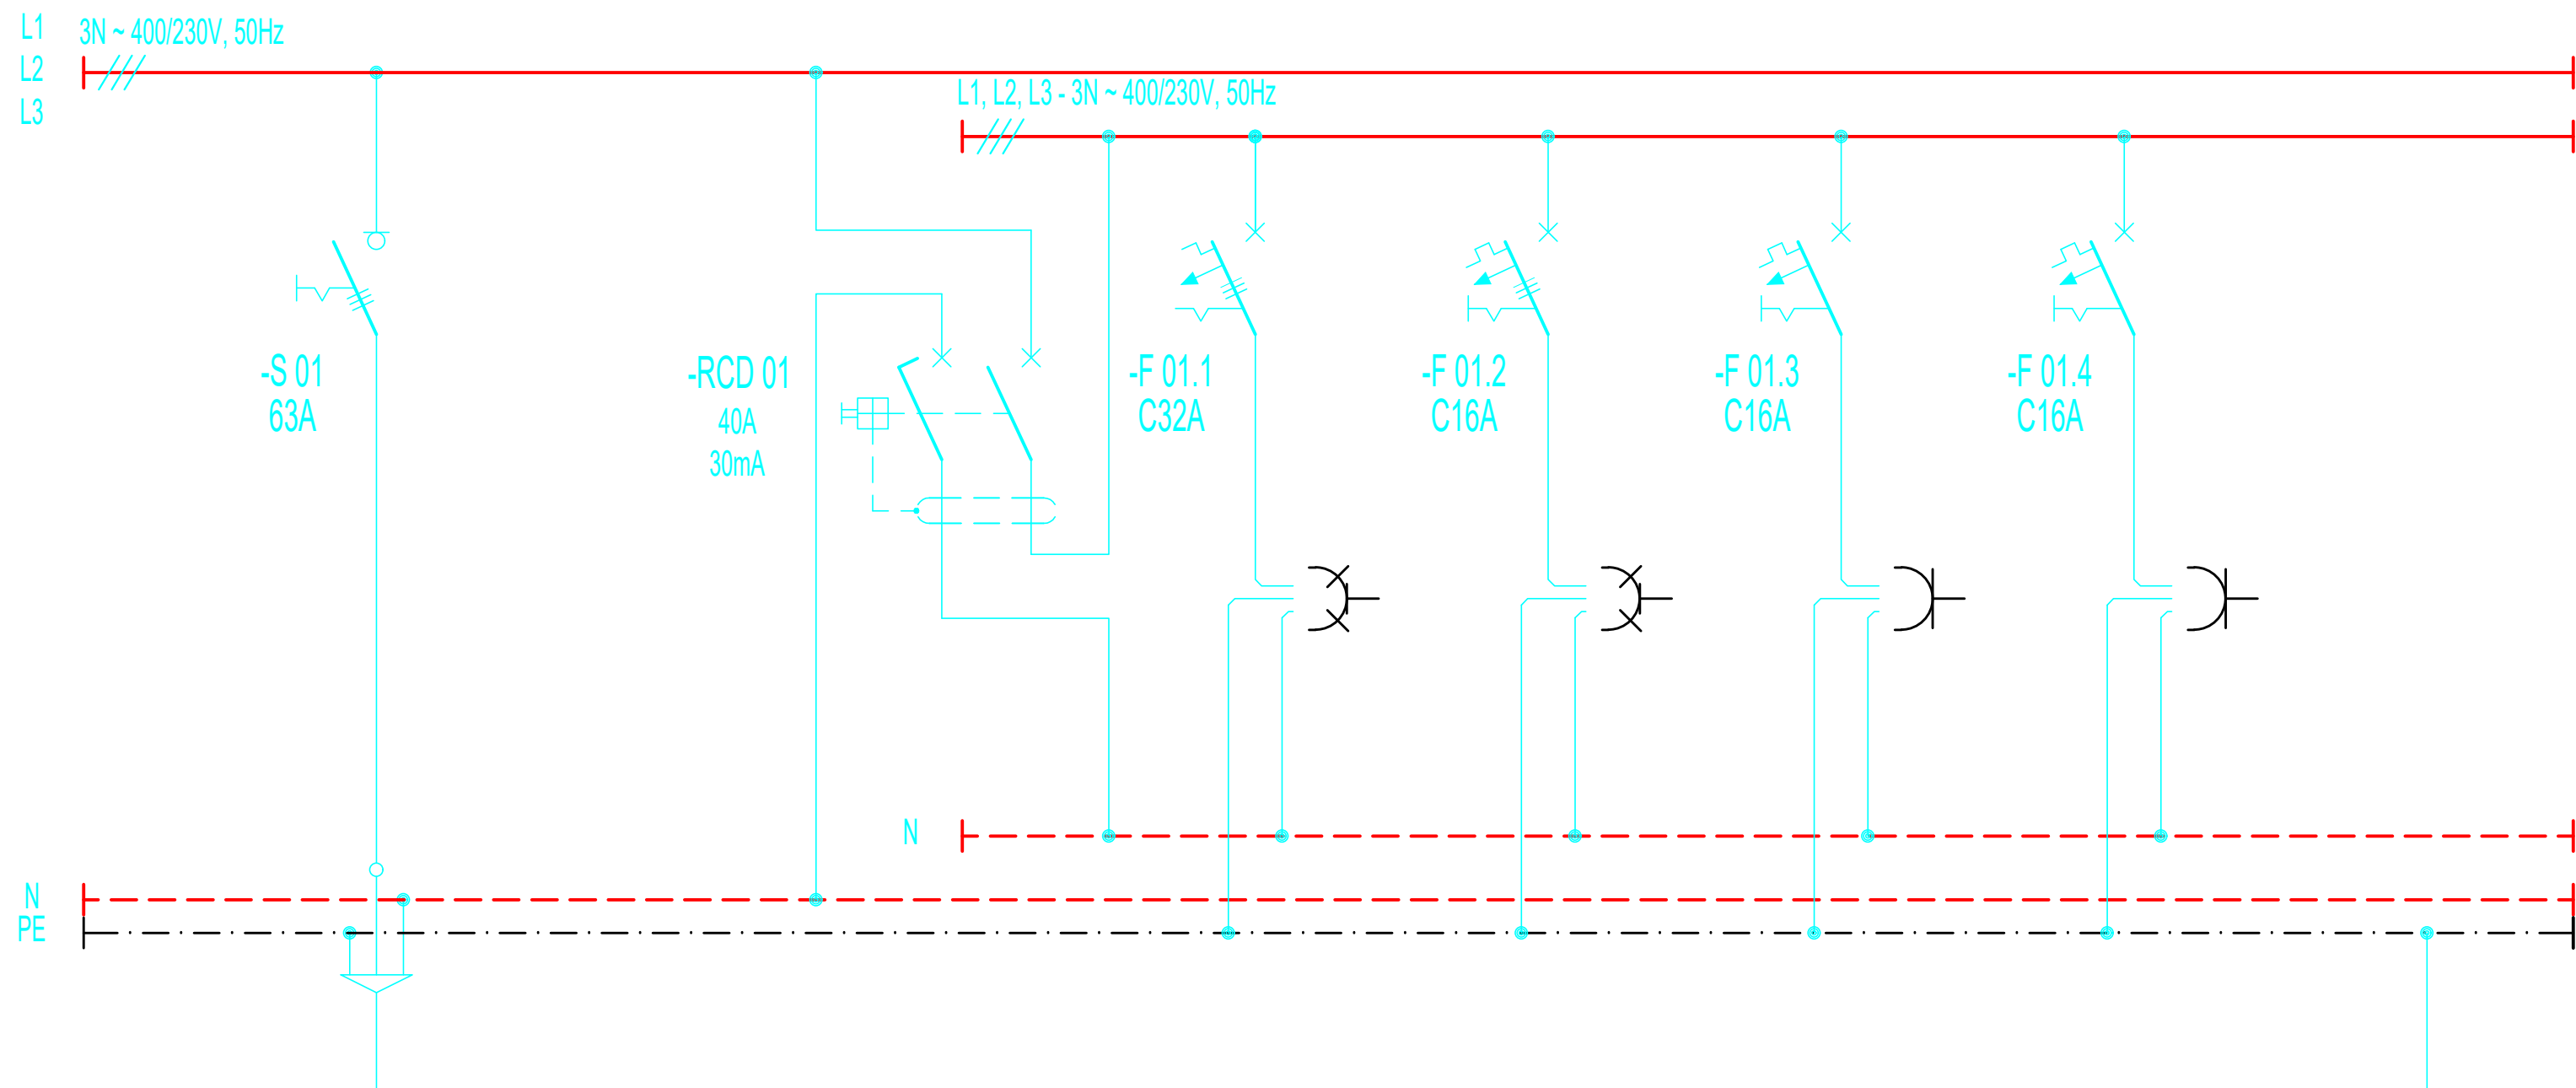 L1
3N ~ 400/230V, 50Hz
L2
L3
L1, L2, L3 - 3N ~ 400/230V, 50Hz
-S 01
63A
-RCD 01
40A
30mA
-F 01.1
C32A
-F 01.2
C16A
-F 01.3
C16A
-F 01.4
C16A
N
N
PE